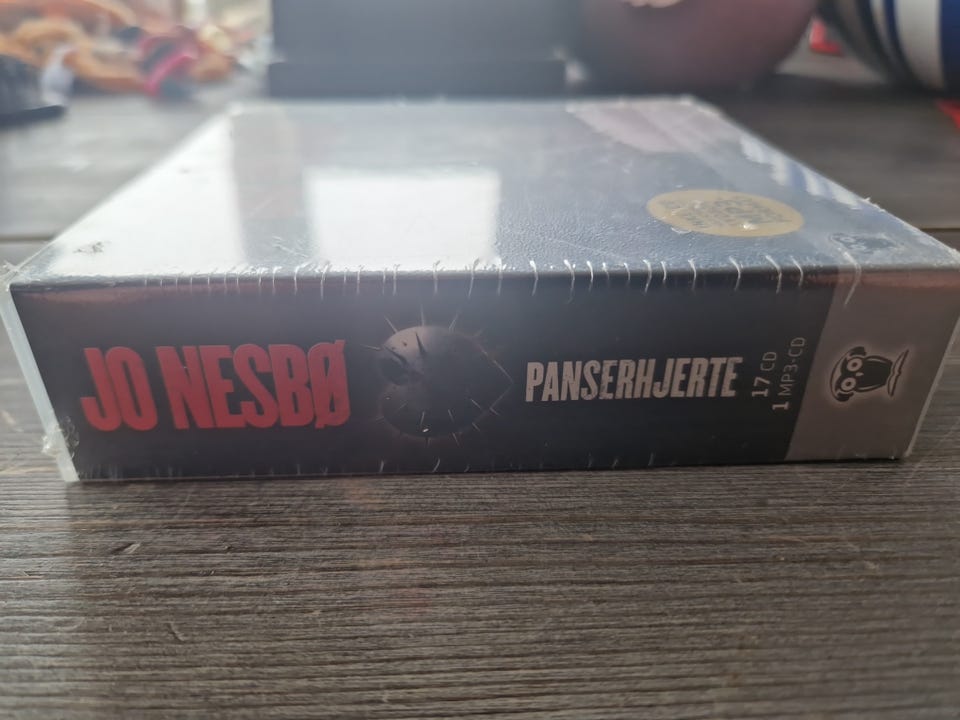 JO NESBØ
PANSERHJERTE
17 CD
1 MP3-CD